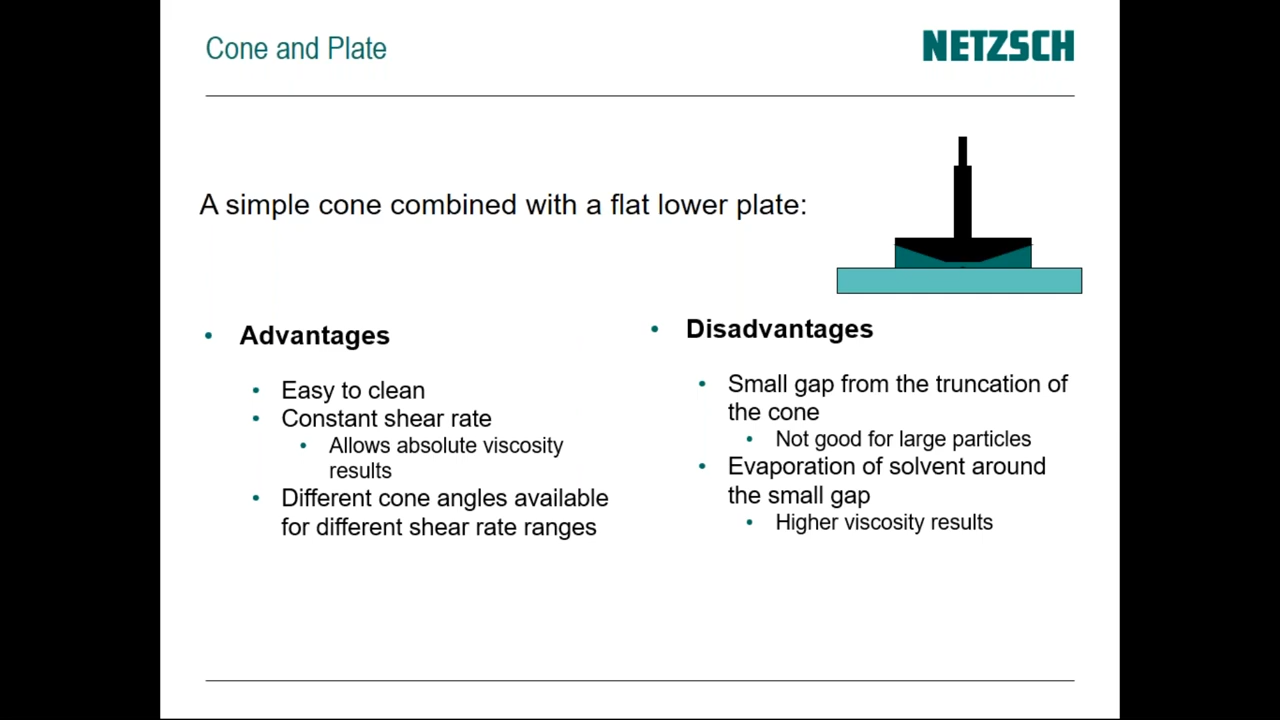 Cone and Plate
NETZSCH
A simple cone combined with a flat lower plate:
• Advantages
• Easy to clean
• Constant shear rate
• Allows absolute viscosity
results
• Different cone angles available
for different shear rate ranges
• Disadvantages
• Small gap from the truncation of
the cone
• Not good for large particles
• Evaporation of solvent around
the small gap
• Higher viscosity results